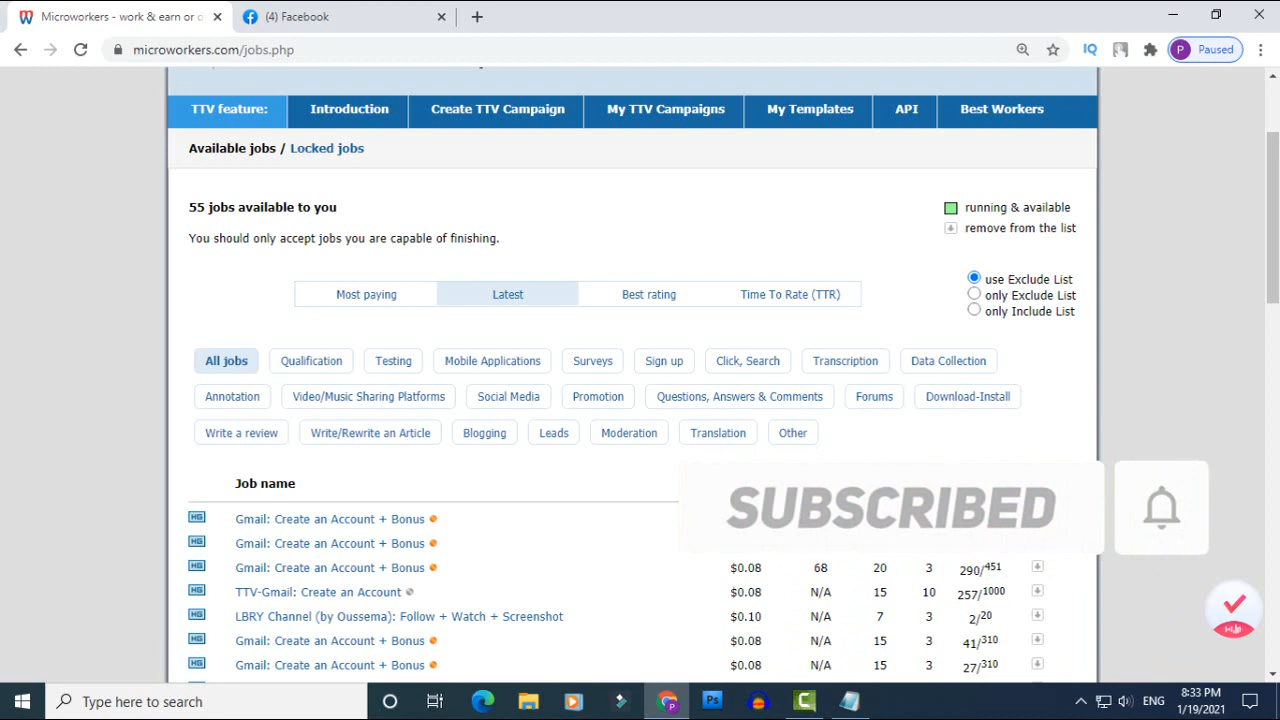 Microworkers - work & earn or o
(4) Facebook
microworkers.com/jobs.php
IQ
P Paused
TTV feature: Introduction Create TTV Campaign My TTV Campaigns My Templates API Best Workers
Available jobs / Locked jobs
55 jobs available to you
running & available
remove from the list
You should only accept jobs you are capable of finishing.
use Exclude List
only Exclude List
only Include List
Most paying Latest Best rating Time To Rate (TTR)
All jobs Qualification Testing Mobile Applications Surveys Sign up Click, Search Transcription Data Collection
Annotation Video/Music Sharing Platforms Social Media Promotion Questions, Answers & Comments Forums Download-Install
Write a review Write/Rewrite an Article Blogging Leads Moderation Translation Other
Job name
SUBSCRIBED
HG Gmail: Create an Account + Bonus
HG Gmail: Create an Account + Bonus
HG Gmail: Create an Account + Bonus $0.08 68 20 3 290/451
HG TTV-Gmail: Create an Account $0.08 N/A 15 10 257/1000
HG LBRY Channel (by Oussema): Follow + Watch + Screenshot $0.10 N/A 7 3 2/20
HG Gmail: Create an Account + Bonus $0.08 N/A 15 3 41/310
HG Gmail: Create an Account + Bonus $0.08 N/A 15 3 27/310
Type here to search
Ps
ENG
8:33 PM
1/19/2021